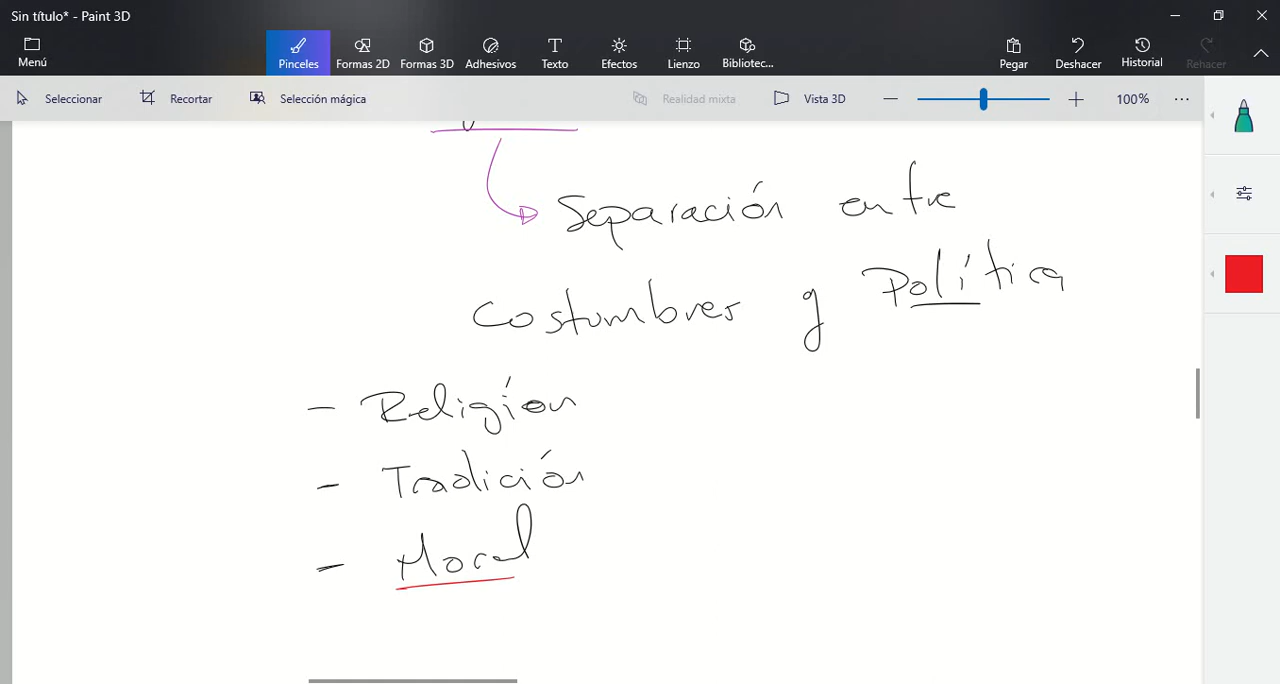 Sin título* - Paint 3D
Menú
Pinceles
Formas 2D
Formas 3D
Adhesivos
Texto
Efectos
Lienzo
Bibliotec...
Pegar
Deshacer
Historial
Rehacer
Seleccionar
Recortar
Selección mágica
Realidad mixta
Vista 3D
100%
Separación entre
costumbres y Política
- Religión
- Tradición
- Moral